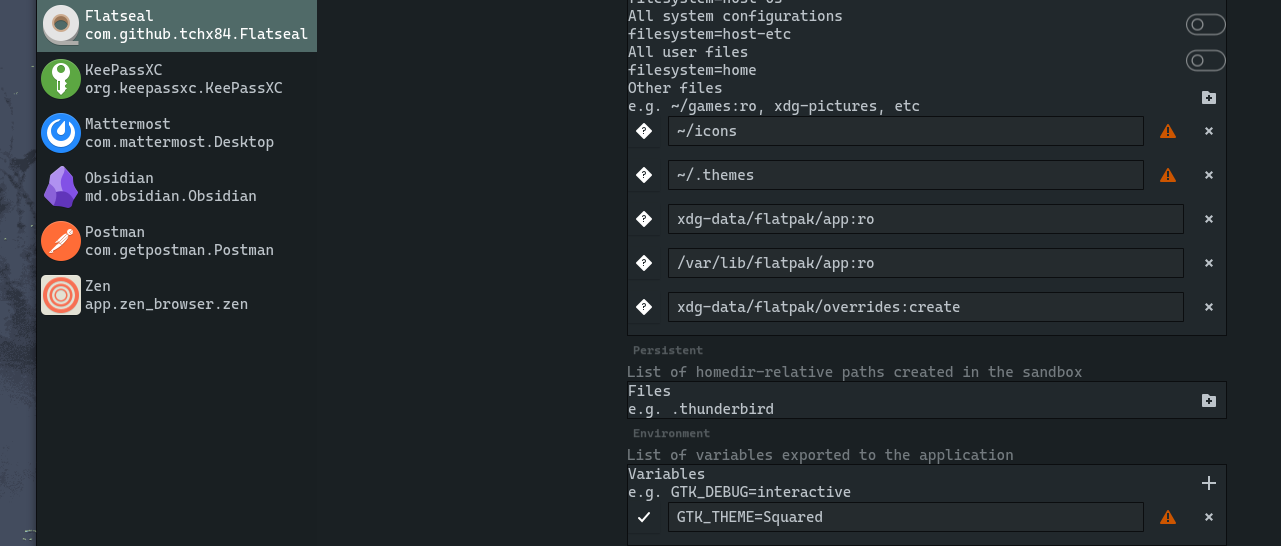 Flatseal
com.github.tchx84.Flatseal
KeePassXC
org.keepassxc.KeePassXC
Mattermost
com.mattermost.Desktop
Obsidian
md.obsidian.Obsidian
Postman
com.getpostman.Postman
Zen
app.zen_browser.zen
filesystem=host-os
All system configurations
filesystem=host-etc
All user files
filesystem=home
Other files
e.g. ~/games:ro, xdg-pictures, etc
~/icons
~/.themes
xdg-data/flatpak/app:ro
/var/lib/flatpak/app:ro
xdg-data/flatpak/overrides:create
Persistent
List of homedir-relative paths created in the sandbox
Files
e.g. .thunderbird
Environment
List of variables exported to the application
Variables
e.g. GTK_DEBUG=interactive
GTK_THEME=Squared